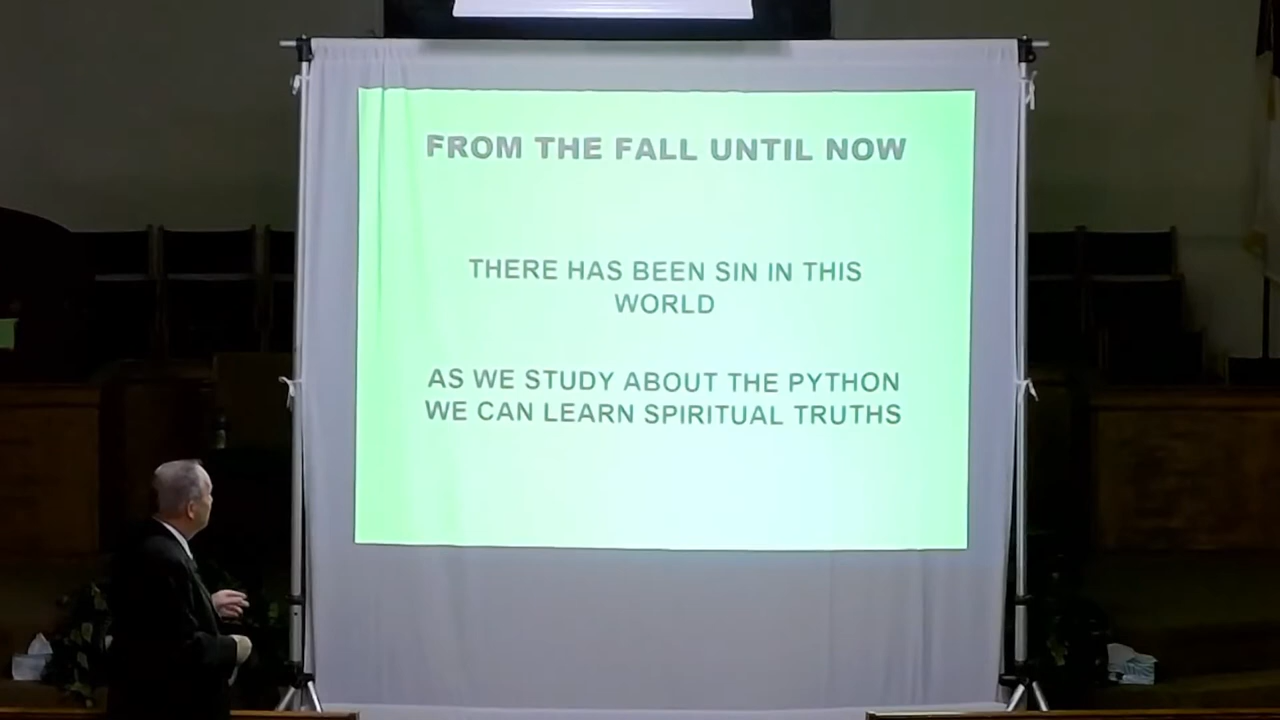 FROM THE FALL UNTIL NOW
THERE HAS BEEN SIN IN THIS
WORLD
AS WE STUDY ABOUT THE PYTHON
WE CAN LEARN SPIRITUAL TRUTHS